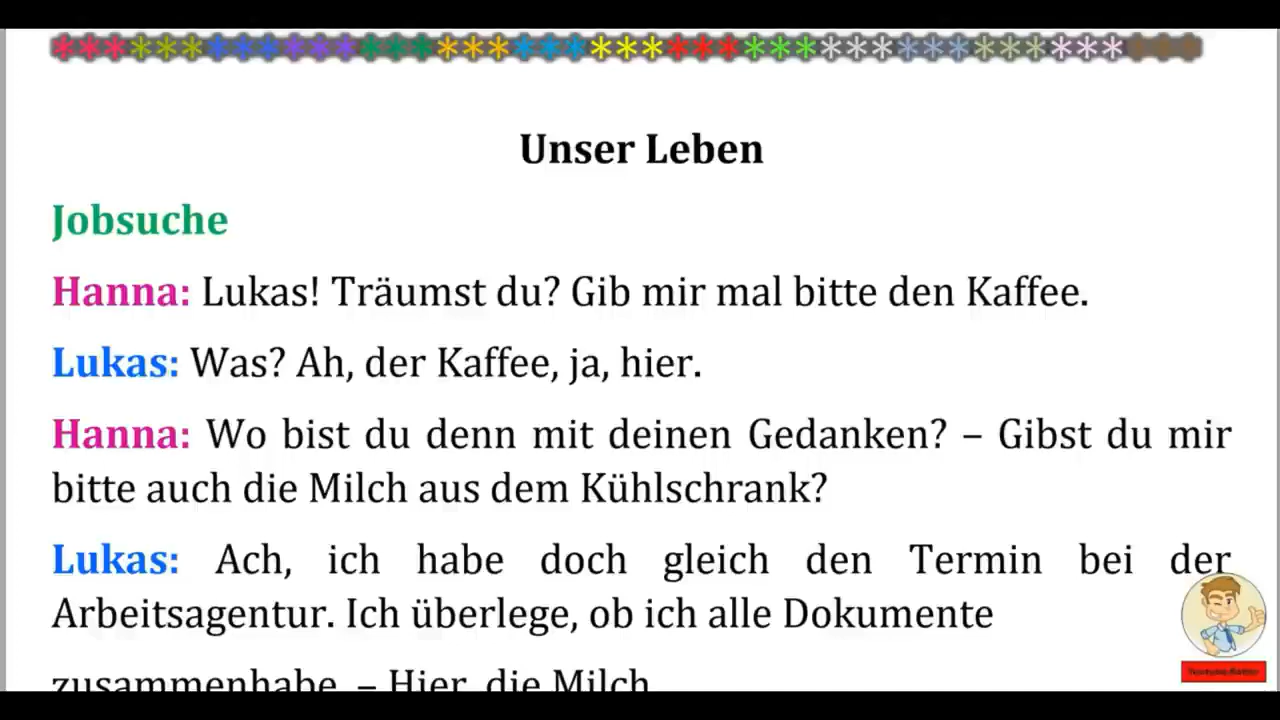 Unser Leben
Jobsuche
Hanna: Lukas! Träumst du? Gib mir mal bitte den Kaffee.
Lukas: Was? Ah, der Kaffee, ja, hier.
Hanna: Wo bist du denn mit deinen Gedanken? – Gibst du mir
bitte auch die Milch aus dem Kühlschrank?
Lukas: Ach, ich habe doch gleich den Termin bei der
Arbeitsagentur. Ich überlege, ob ich alle Dokumente
zusammenhabe. – Hier, die Milch